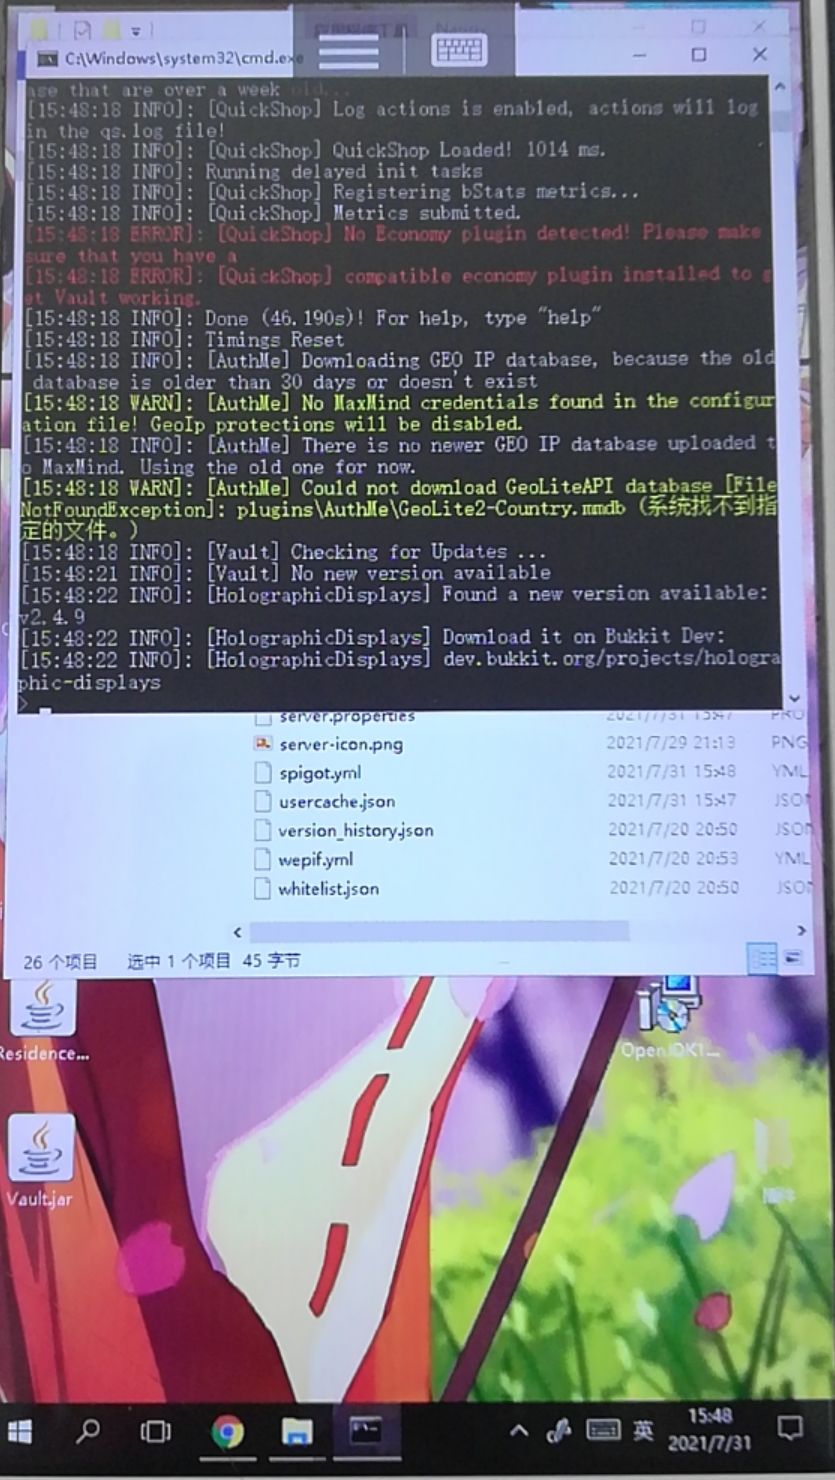 C:\Windows\system32\cmd.exe
ase that are over a week old...
[15:48:18 INFO]: [QuickShop] Log actions is enabled, actions will log
in the qs.log file!
[15:48:18 INFO]: [QuickShop] QuickShop Loaded! 1014 ms.
[15:48:18 INFO]: Running delayed init tasks
[15:48:18 INFO]: [QuickShop] Registering bStats metrics...
[15:48:18 INFO]: [QuickShop] Metrics submitted.
[15:48:18 ERROR]: [QuickShop] No Economy plugin detected! Please make
sure that you have a
[15:48:18 ERROR]: [QuickShop] compatible economy plugin installed to g
et Vault working.
[15:48:18 INFO]: Done (46.190s)! For help, type "help"
[15:48:18 INFO]: Timings Reset
[15:48:18 INFO]: [AuthMe] Downloading GEO IP database, because the old
database is older than 30 days or doesn't exist
[15:48:18 WARN]: [AuthMe] No MaxMind credentials found in the configur
ation file! GeoIp protections will be disabled.
[15:48:18 INFO]: [AuthMe] There is no newer GEO IP database uploaded t
o MaxMind. Using the old one for now.
[15:48:18 WARN]: [AuthMe] Could not download GeoLiteAPI database [File
NotFoundException]: plugins\AuthMe\GeoLite2-Country.mmdb (系统找不到指
定的文件。)
[15:48:18 INFO]: [Vault] Checking for Updates ...
[15:48:21 INFO]: [Vault] No new version available
[15:48:22 INFO]: [HolographicDisplays] Found a new version available:
v2.4.9
[15:48:22 INFO]: [HolographicDisplays] Download it on Bukkit Dev:
[15:48:22 INFO]: [HolographicDisplays] dev.bukkit.org/projects/hologra
phic-displays
>
server.properties 2021/7/31 15:47 PRO
server-icon.png 2021/7/29 21:13 PNG
spigot.yml 2021/7/31 15:48 YML
usercache.json 2021/7/31 15:47 JSON
version_history.json 2021/7/20 20:50 JSON
wepif.yml 2021/7/20 20:53 YML
whitelist.json 2021/7/20 20:50 JSON
26 个项目 选中 1 个项目 45 字节
Residence...
OpenJDK1...
Vault.jar
英
15:48
2021/7/31